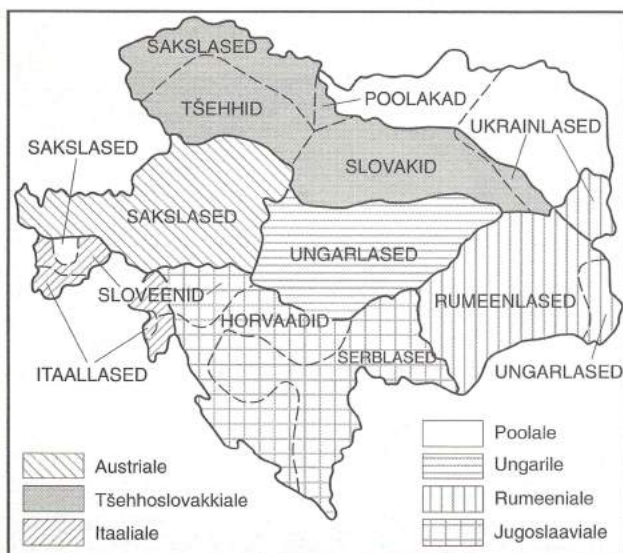 SAKSLASED
POOLAKAD
TŠEHHID
UKRAINLASED
SAKSLASED
SLOVAKID
SAKSLASED
UNGARLASED
SLOVEENID
RUMEENLASED
HORVAADID
SERBLASED
ITAALLASED
UNGARLASED
Austriale
Tšehhoslovakkiale
Itaaliale
Poolale
Ungarile
Rumeeniale
Jugoslaaviale